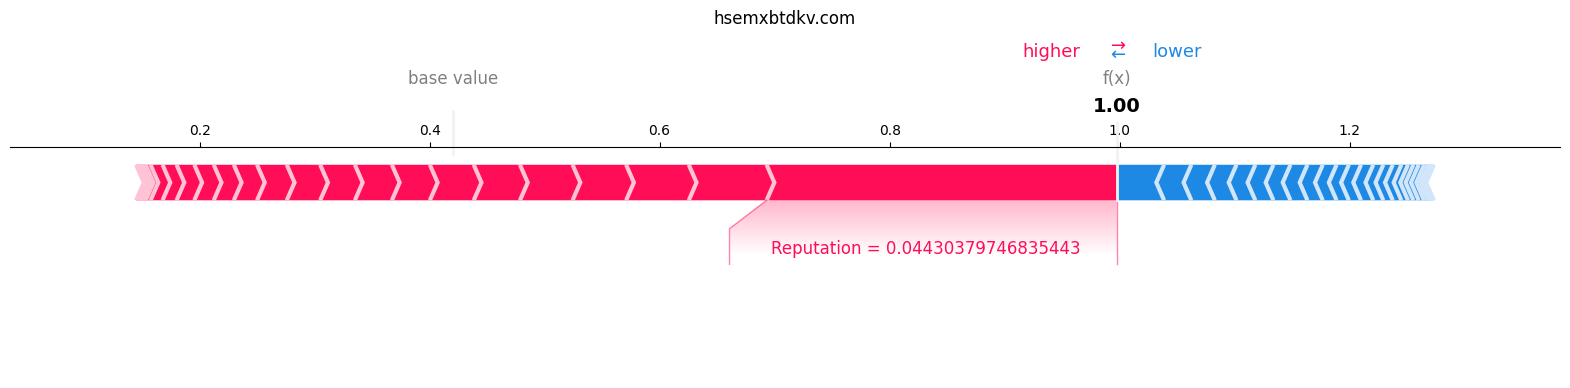 hsemxbtdkv.com
higher ⇄ lower
base value
f(x)
1.00
0.2 0.4 0.6 0.8 1.0 1.2
Reputation = 0.04430379746835443